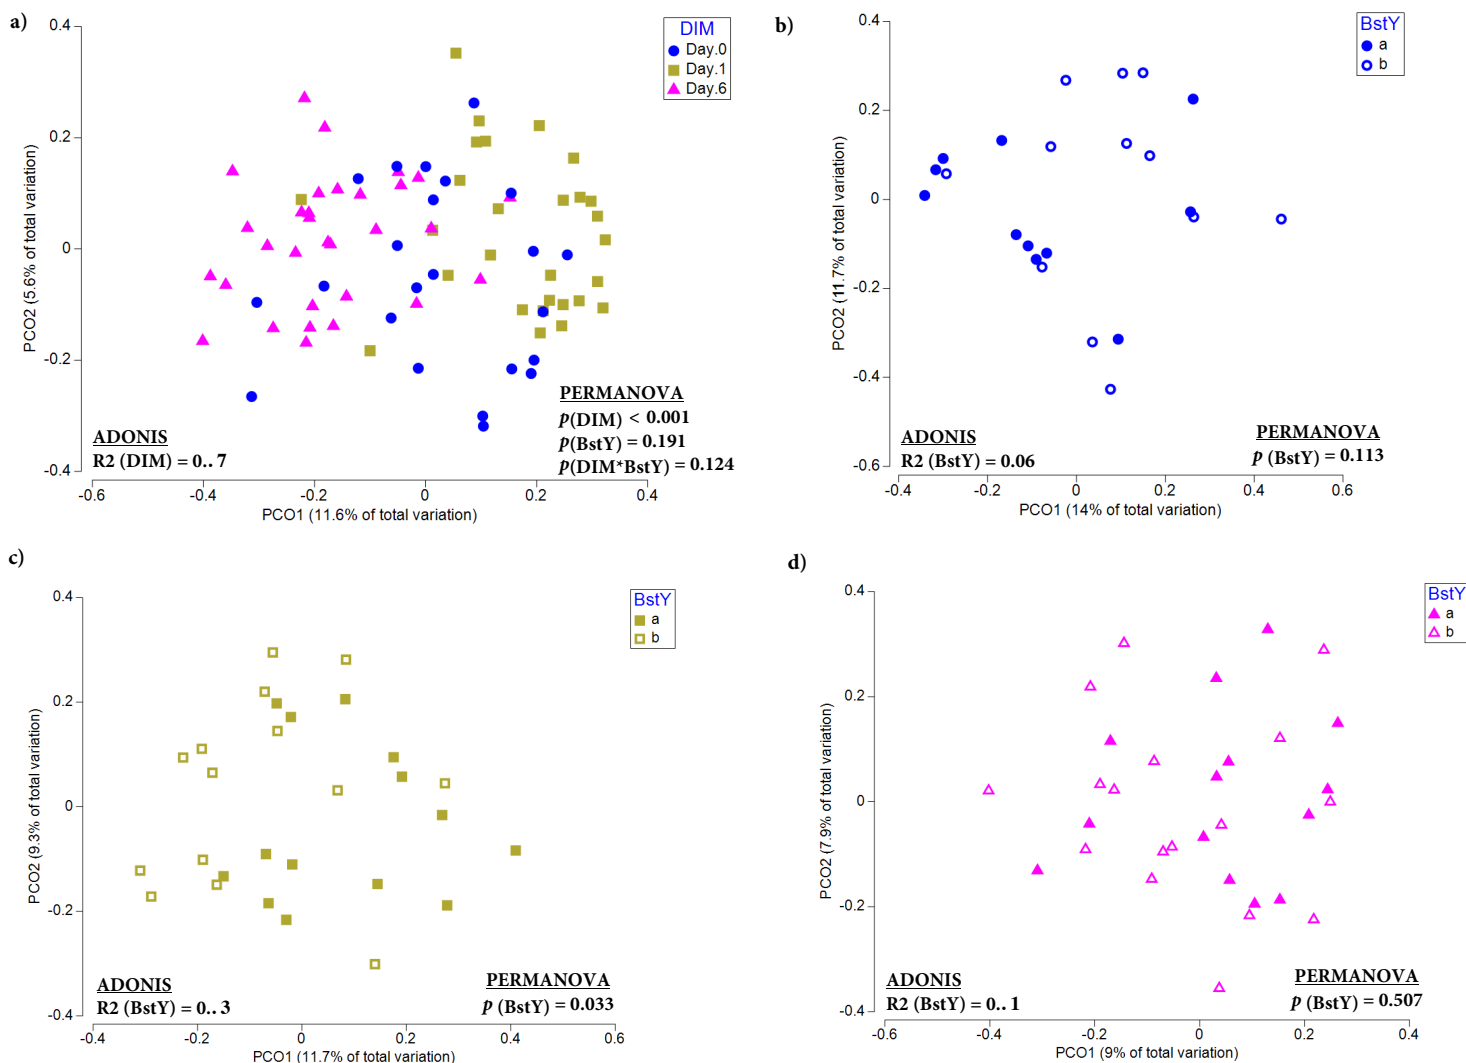 a)
0.4
0.2
0
-0.2
-0.4
PCO2 (5.6% of total variation)
-0.6
-0.4
-0.2
0
0.2
0.4
PCO1 (11.6% of total variation)
DIM
Day.0
Day.1
Day.6
ADONIS
R2 (DIM) = 0.. 7
PERMANOVA
p(DIM) < 0.001
p(BstY) = 0.191
p(DIM*BstY) = 0.124
b)
0.4
0.2
0
-0.2
-0.4
-0.6
PCO2 (11.7% of total variation)
-0.4
-0.2
0
0.2
0.4
0.6
PCO1 (14% of total variation)
BstY
a
b
ADONIS
R2 (BstY) = 0.06
PERMANOVA
p (BstY) = 0.113
c)
0.4
0.2
0
-0.2
-0.4
PCO2 (9.3% of total variation)
-0.4
-0.2
0
0.2
0.4
0.6
PCO1 (11.7% of total variation)
BstY
a
b
ADONIS
R2 (BstY) = 0.. 3
PERMANOVA
p (BstY) = 0.033
d)
0.4
0.2
0
-0.2
-0.4
PCO2 (7.9% of total variation)
-0.6
-0.4
-0.2
0
0.2
0.4
PCO1 (9% of total variation)
BstY
a
b
ADONIS
R2 (BstY) = 0.. 1
PERMANOVA
p (BstY) = 0.507